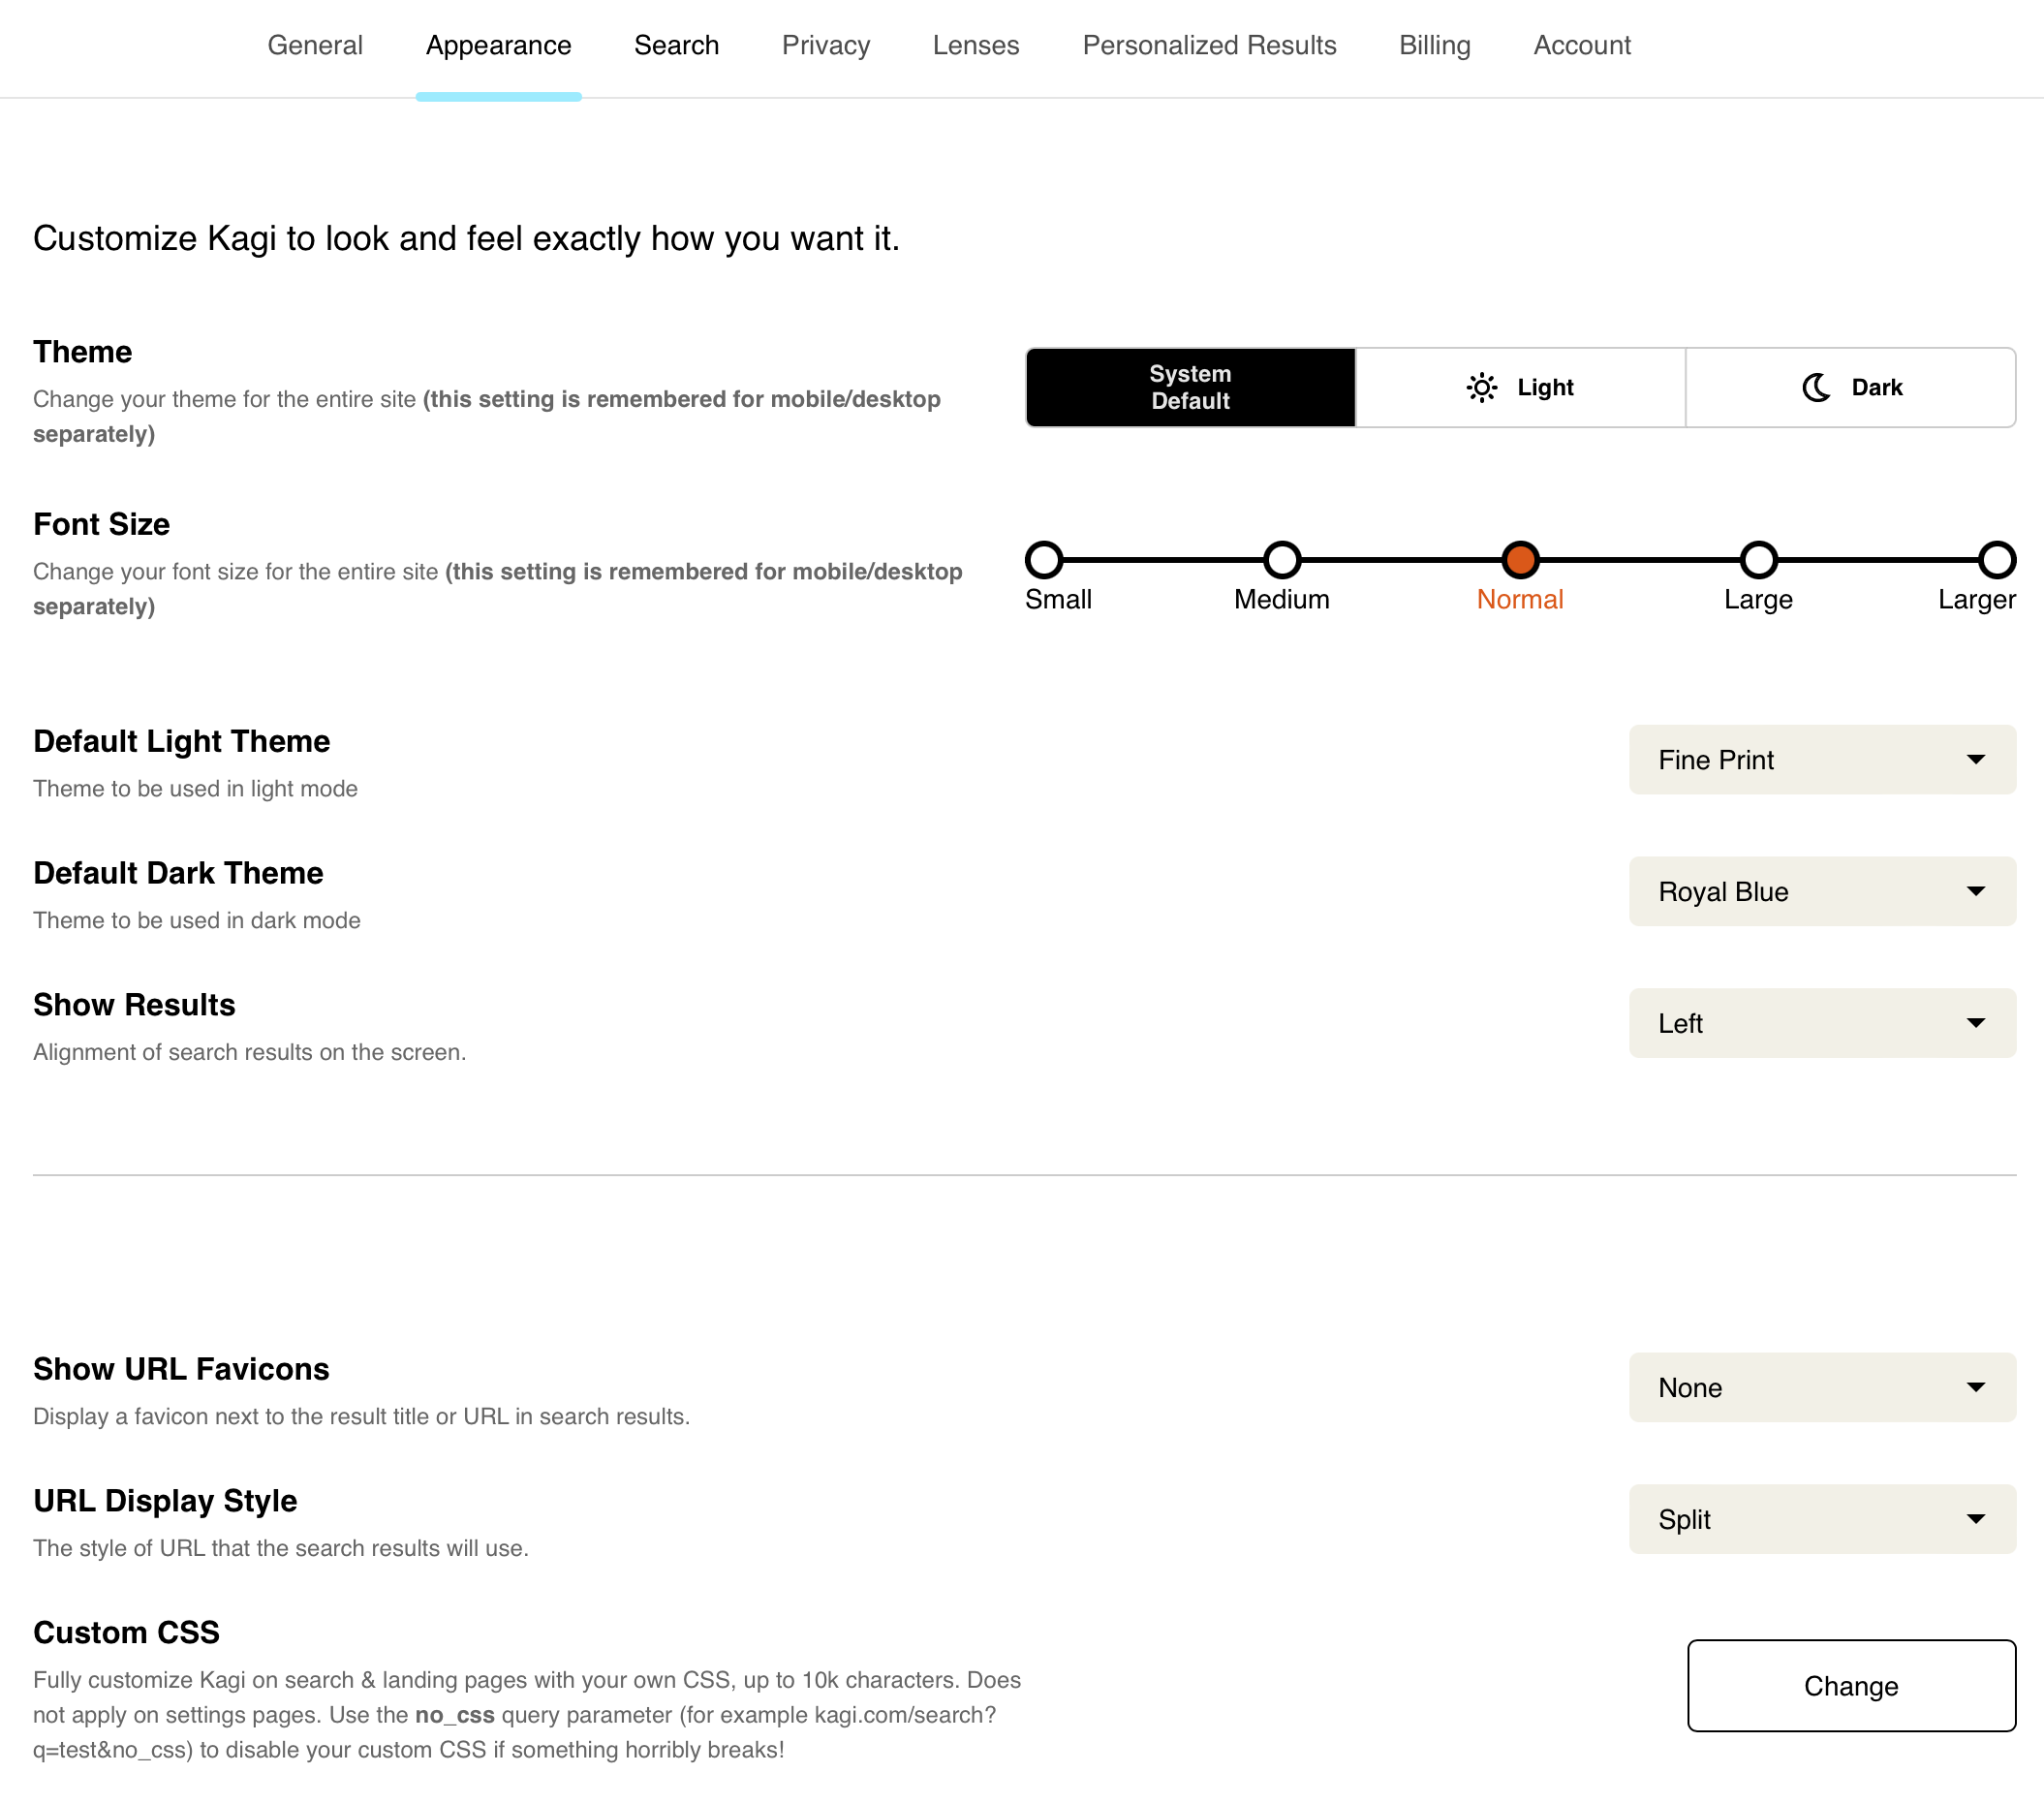 General Appearance Search Privacy Lenses Personalized Results Billing Account
Customize Kagi to look and feel exactly how you want it.
Theme
Change your theme for the entire site (this setting is remembered for mobile/desktop
separately)
System
Default
Light
Dark
Font Size
Change your font size for the entire site (this setting is remembered for mobile/desktop
separately)
Small Medium Normal Large Larger
Default Light Theme
Theme to be used in light mode
Fine Print
Default Dark Theme
Theme to be used in dark mode
Royal Blue
Show Results
Alignment of search results on the screen.
Left
Show URL Favicons
Display a favicon next to the result title or URL in search results.
None
URL Display Style
The style of URL that the search results will use.
Split
Custom CSS
Fully customize Kagi on search & landing pages with your own CSS, up to 10k characters. Does
not apply on settings pages. Use the no_css query parameter (for example kagi.com/search?
q=test&no_css) to disable your custom CSS if something horribly breaks!
Change